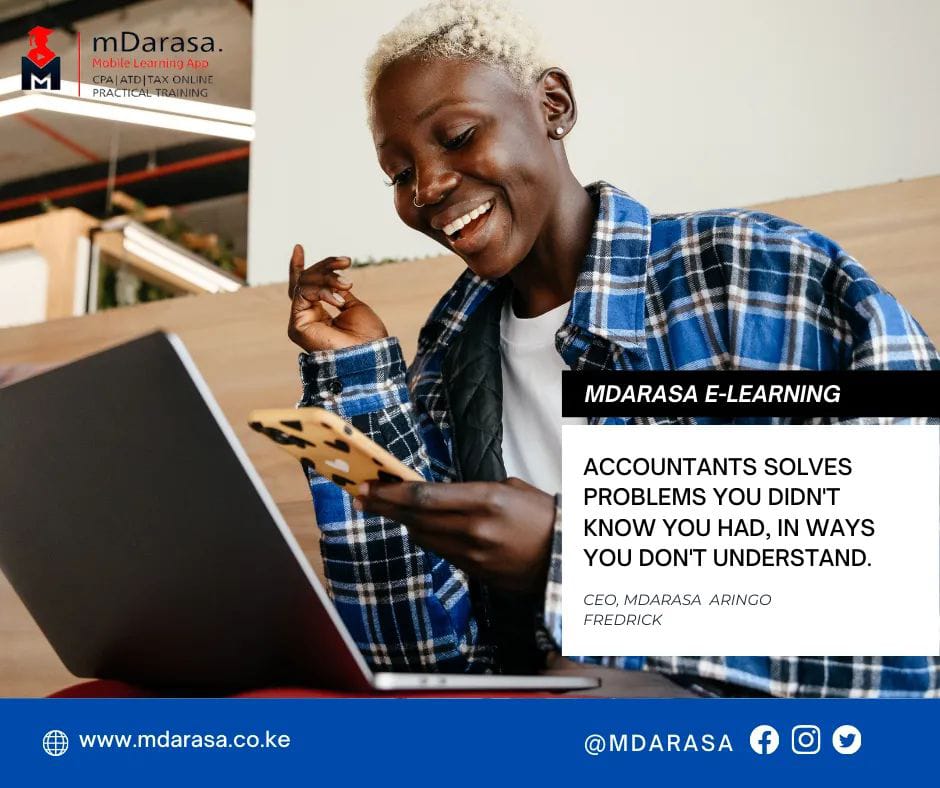 mDarasa.
Mobile Learning App
CPA|ATD|TAX ONLINE
PRACTICAL TRAINING
M
MDARASA E-LEARNING
ACCOUNTANTS SOLVES
PROBLEMS YOU DIDN'T
KNOW YOU HAD, IN WAYS
YOU DON'T UNDERSTAND.
CEO, MDARASA ARINGO
FREDRICK
www.mdarasa.co.ke
@MDARASA